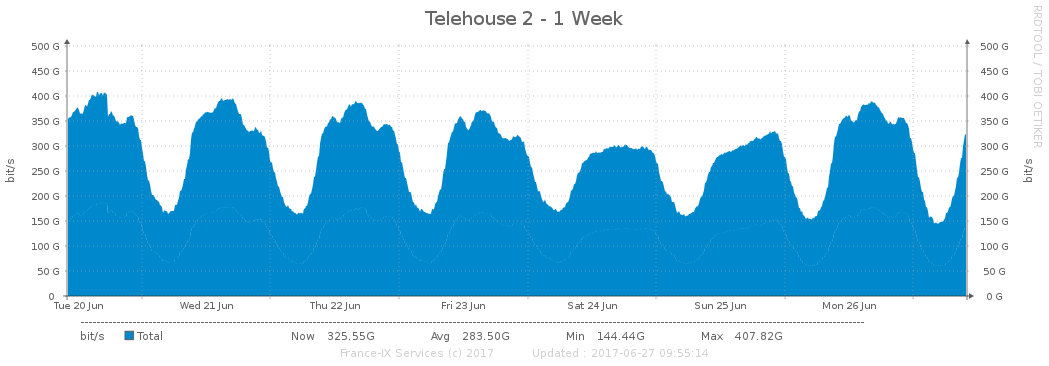 Telehouse 2 - 1 Week
RRDTOOL / TOBI OETIKER
bit/s
bit/s
500 G 500 G
450 G 450 G
400 G 400 G
350 G 350 G
300 G 300 G
250 G 250 G
200 G 200 G
150 G 150 G
100 G 100 G
50 G 50 G
0 0 G
Tue 20 Jun Wed 21 Jun Thu 22 Jun Fri 23 Jun Sat 24 Jun Sun 25 Jun Mon 26 Jun
bit/s Total Now 325.55G Avg 283.50G Min 144.44G Max 407.82G
France-IX Services (c) 2017 Updated : 2017-06-27 09:55:14